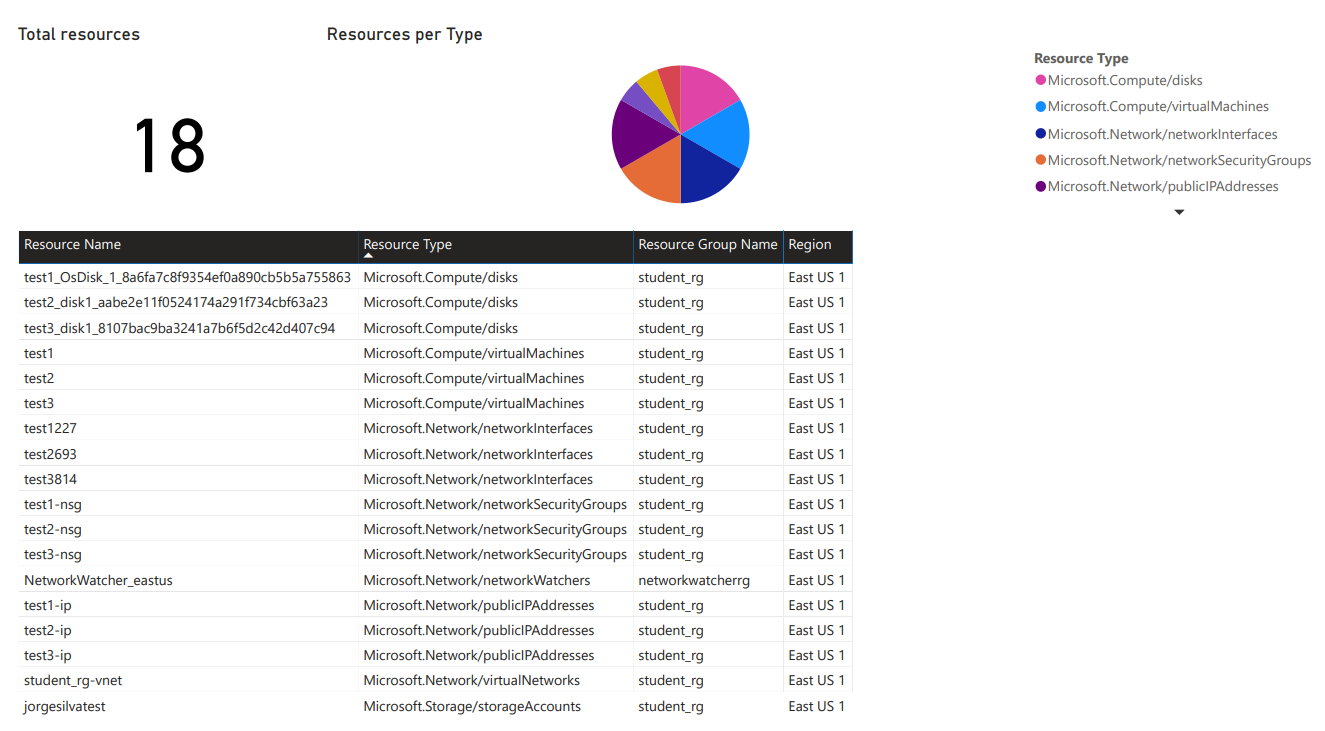 Total resources
Resources per Type
18
Resource Type
Microsoft.Compute/disks
Microsoft.Compute/virtualMachines
Microsoft.Network/networkInterfaces
Microsoft.Network/networkSecurityGroups
Microsoft.Network/publicIPAddresses
Resource Name Resource Type Resource Group Name Region
test1_OsDisk_1_8a6fa7c8f9354ef0a890cb5b5a755863 Microsoft.Compute/disks student_rg East US 1
test2_disk1_aabe2e11f0524174a291f734cbf63a23 Microsoft.Compute/disks student_rg East US 1
test3_disk1_8107bac9ba3241a7b6f5d2c42d407c94 Microsoft.Compute/disks student_rg East US 1
test1 Microsoft.Compute/virtualMachines student_rg East US 1
test2 Microsoft.Compute/virtualMachines student_rg East US 1
test3 Microsoft.Compute/virtualMachines student_rg East US 1
test1227 Microsoft.Network/networkInterfaces student_rg East US 1
test2693 Microsoft.Network/networkInterfaces student_rg East US 1
test3814 Microsoft.Network/networkInterfaces student_rg East US 1
test1-nsg Microsoft.Network/networkSecurityGroups student_rg East US 1
test2-nsg Microsoft.Network/networkSecurityGroups student_rg East US 1
test3-nsg Microsoft.Network/networkSecurityGroups student_rg East US 1
NetworkWatcher_eastus Microsoft.Network/networkWatchers networkwatcherrg East US 1
test1-ip Microsoft.Network/publicIPAddresses student_rg East US 1
test2-ip Microsoft.Network/publicIPAddresses student_rg East US 1
test3-ip Microsoft.Network/publicIPAddresses student_rg East US 1
student_rg-vnet Microsoft.Network/virtualNetworks student_rg East US 1
jorgesilvatest Microsoft.Storage/storageAccounts student_rg East US 1